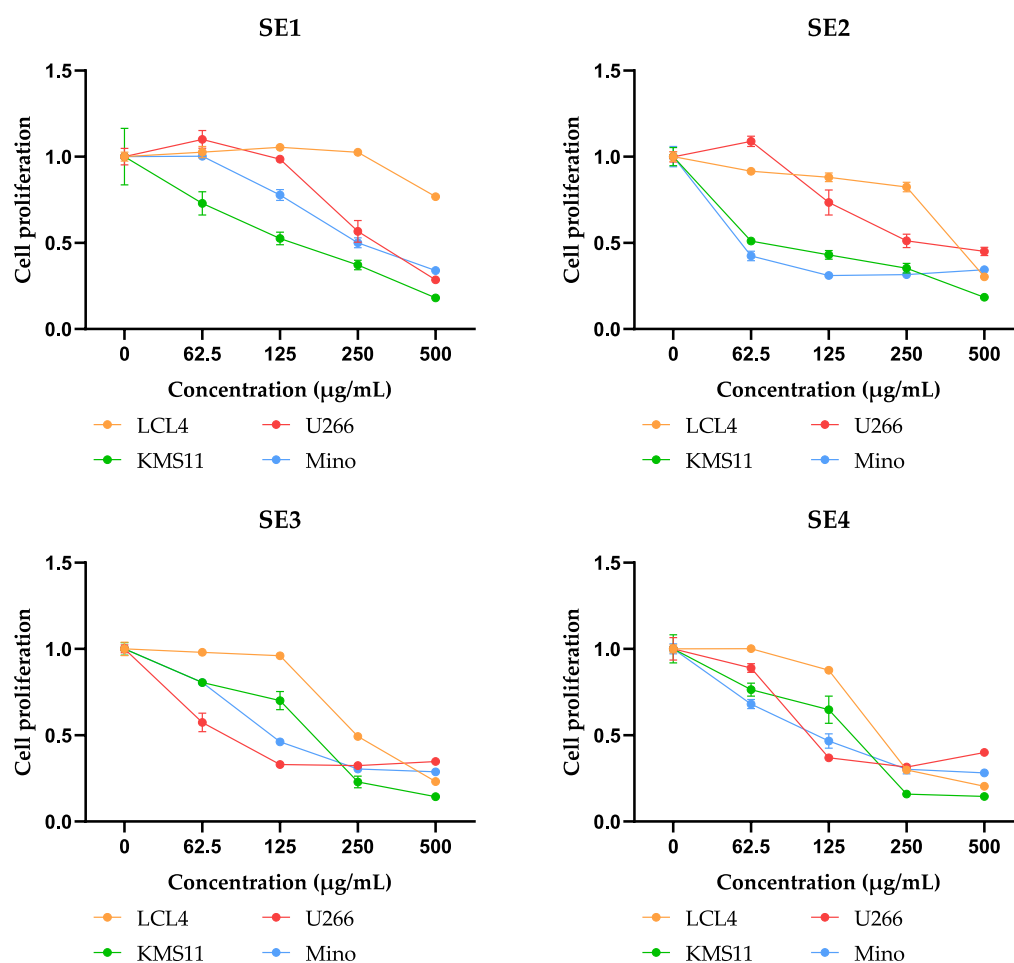 SE1
Cell proliferation
1.5
1.0
0.5
0.0
0 62.5 125 250 500
Concentration (µg/mL)
LCL4 U266
KMS11 Mino
SE2
Cell proliferation
1.5
1.0
0.5
0.0
0 62.5 125 250 500
Concentration (µg/mL)
LCL4 U266
KMS11 Mino
SE3
Cell proliferation
1.5
1.0
0.5
0.0
0 62.5 125 250 500
Concentration (µg/mL)
LCL4 U266
KMS11 Mino
SE4
Cell proliferation
1.5
1.0
0.5
0.0
0 62.5 125 250 500
Concentration (µg/mL)
LCL4 U266
KMS11 Mino